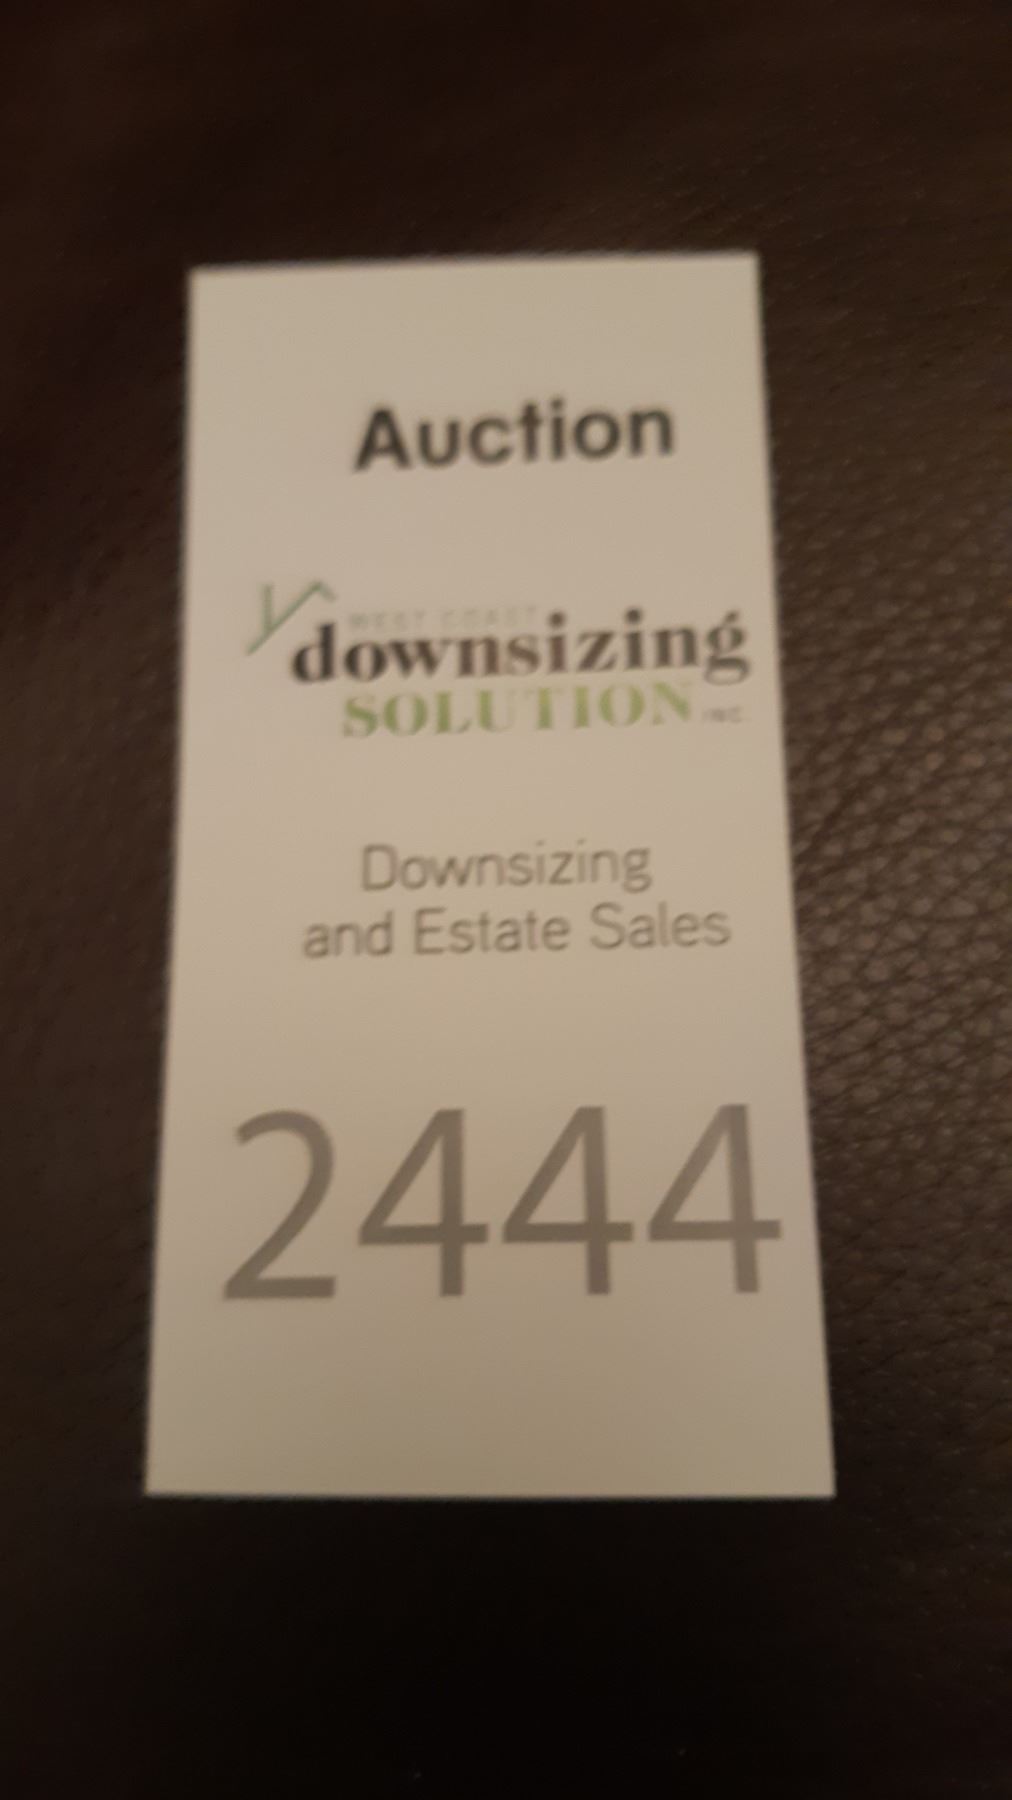 Auction
WEST COAST
downsizing
SOLUTION INC.
Downsizing
and Estate Sales
2444